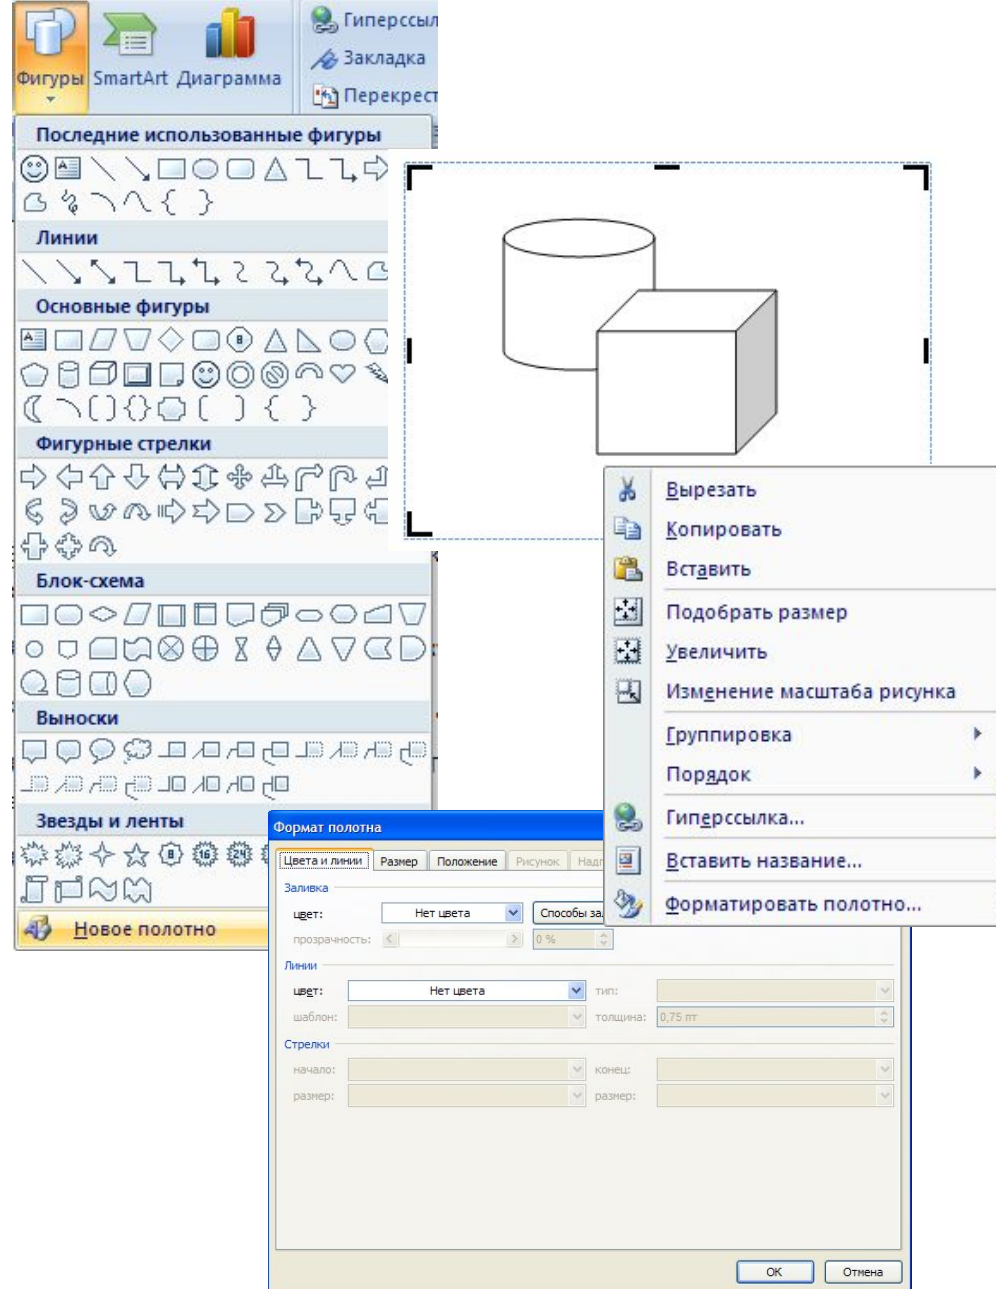 Гиперссыл
Закладка
Перекрест
Фигуры SmartArt Диаграмма
Последние использованные фигуры
Линии
Основные фигуры
Фигурные стрелки
Блок-схема
Выноски
Звезды и ленты
Новое полотно
Вырезать
Копировать
Вставить
Подобрать размер
Увеличить
Изменение масштаба рисунка
Группировка
Порядок
Гиперссылка...
Вставить название...
Форматировать полотно...
Формат полотна
Цвета и линии Размер Положение Рисунок Надп
Заливка
цвет: Нет цвета Способы за
прозрачность: 0 %
Линии
цвет: Нет цвета тип:
шаблон: толщина: 0,75 пт
Стрелки
начало: конец:
размер: размер:
ОК Отмена